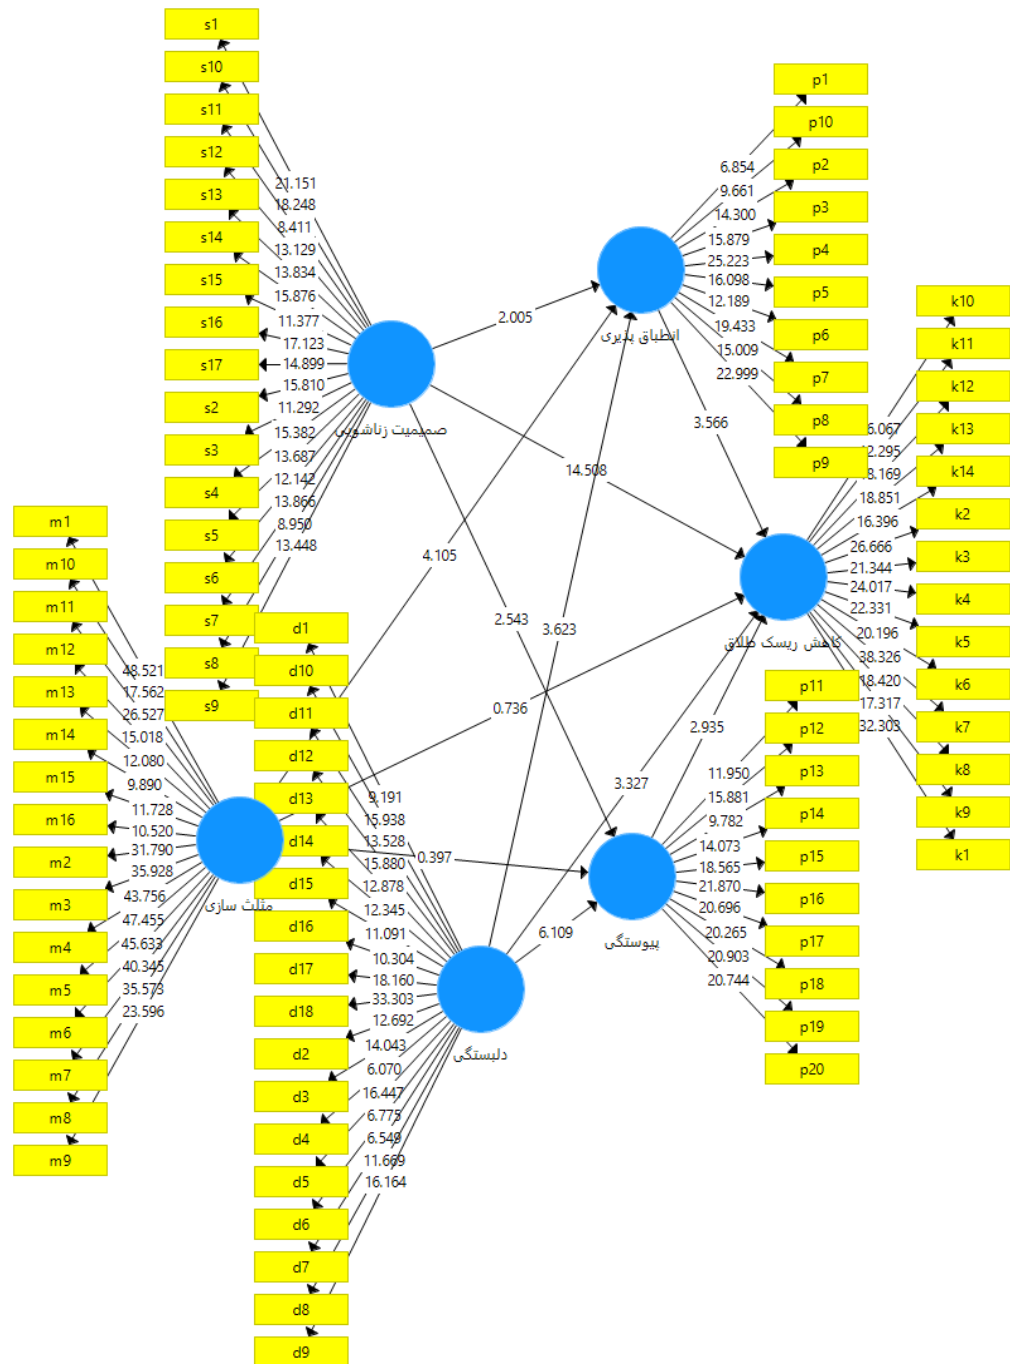 s1
s10
s11
s12
s13
s14
s15
s16
s17
s2
s3
s4
s5
s6
s7
s8
s9
21.151
18.248
8.411
13.129
13.834
15.876
11.377
17.123
14.899
15.810
11.292
15.382
13.687
12.142
13.866
8.950
13.448
صمیمیت زناشویی
p1
p10
p2
p3
p4
p5
p6
p7
p8
p9
6.854
9.661
14.300
15.879
25.223
16.098
12.189
19.433
15.009
22.999
انطباق پذیری
2.005
4.105
3.566
14.508
2.543
3.623
0.736
2.935
3.327
0.397
6.109
k10
k11
k12
k13
k14
k2
k3
k4
k5
k6
k7
k8
k9
k1
18.851
16.396
26.666
21.344
24.017
22.331
20.196
38.326
18.420
17.317
32.303
کاهش ریسک طلاق
m1
m10
m11
m12
m13
m14
m15
m16
m2
m3
m4
m5
m6
m7
m8
m9
48.521
17.562
26.527
15.018
12.080
9.890
11.728
10.520
31.790
35.928
43.756
47.455
45.633
40.345
35.573
23.596
مثلث سازی
d1
d10
d11
d12
d13
d14
d15
d16
d17
d18
d2
d3
d4
d5
d6
d7
d8
d9
9.191
15.938
13.528
15.880
12.878
12.345
11.091
10.304
18.160
33.303
12.692
14.043
6.070
16.447
6.775
6.549
11.669
16.164
دلبستگی
p11
p12
p13
p14
p15
p16
p17
p18
p19
p20
11.950
15.881
9.782
14.073
18.565
21.870
20.696
20.265
20.903
20.744
پیوستگی